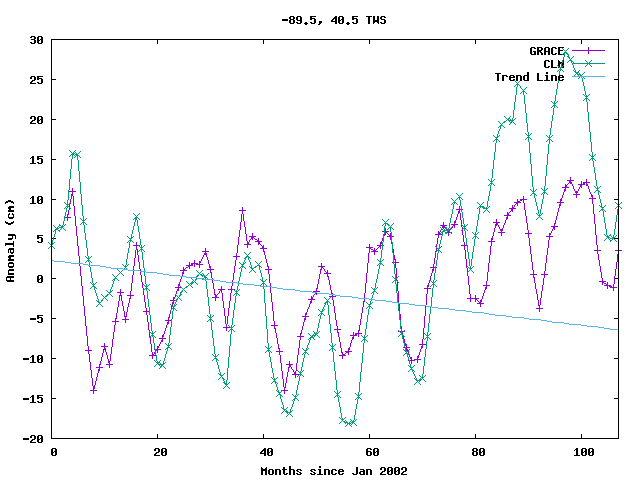 -89.5, 40.5 TWS
GRACE
CLM
Trend Line
30
25
20
15
10
5
0
-5
-10
-15
-20
Anomaly (cm)
0 20 40 60 80 100
Months since Jan 2002